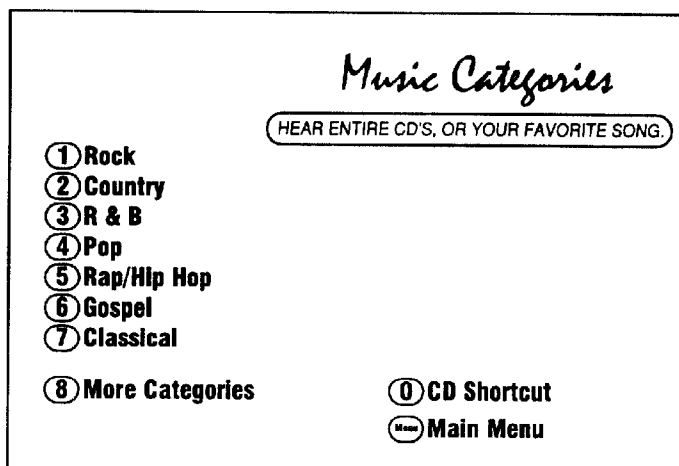 Music Categories
HEAR ENTIRE CD'S, OR YOUR FAVORITE SONG.
1 Rock
2 Country
3 R & B
4 Pop
5 Rap/Hip Hop
6 Gospel
7 Classical
8 More Categories
0 CD Shortcut
Menu Main Menu